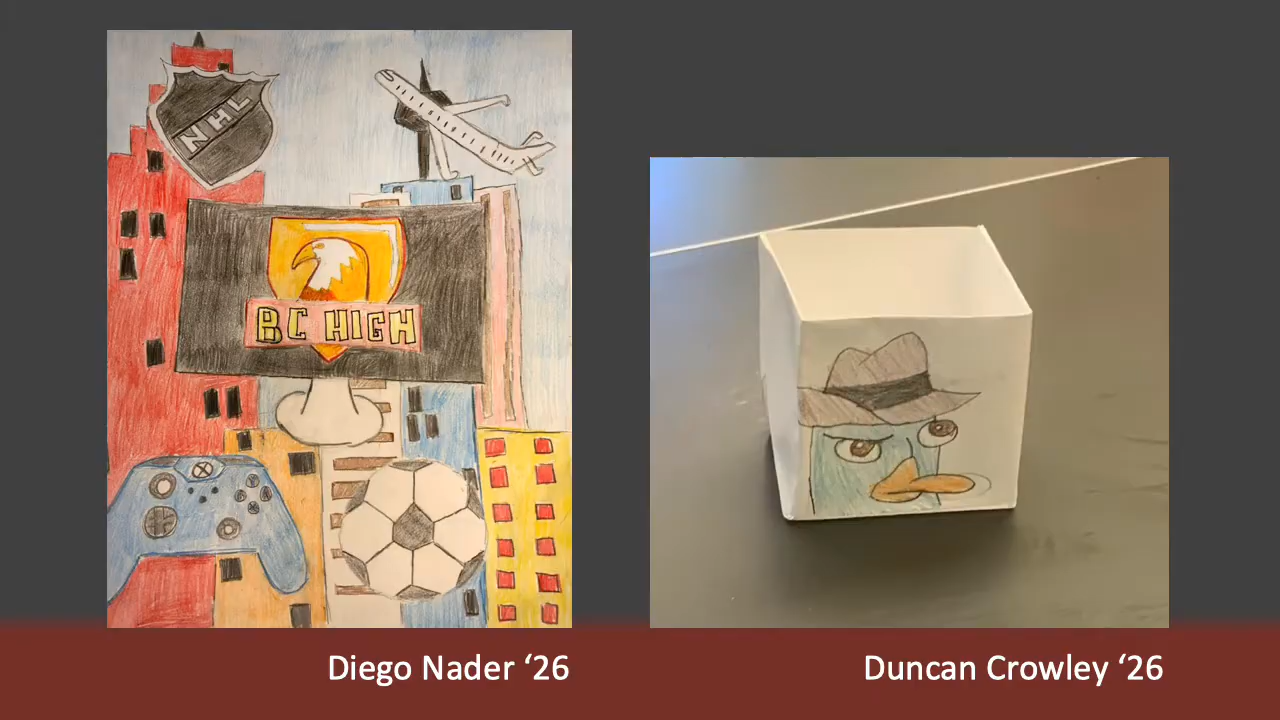 NHL
BC HIGH
Diego Nader ‘26
Duncan Crowley ‘26